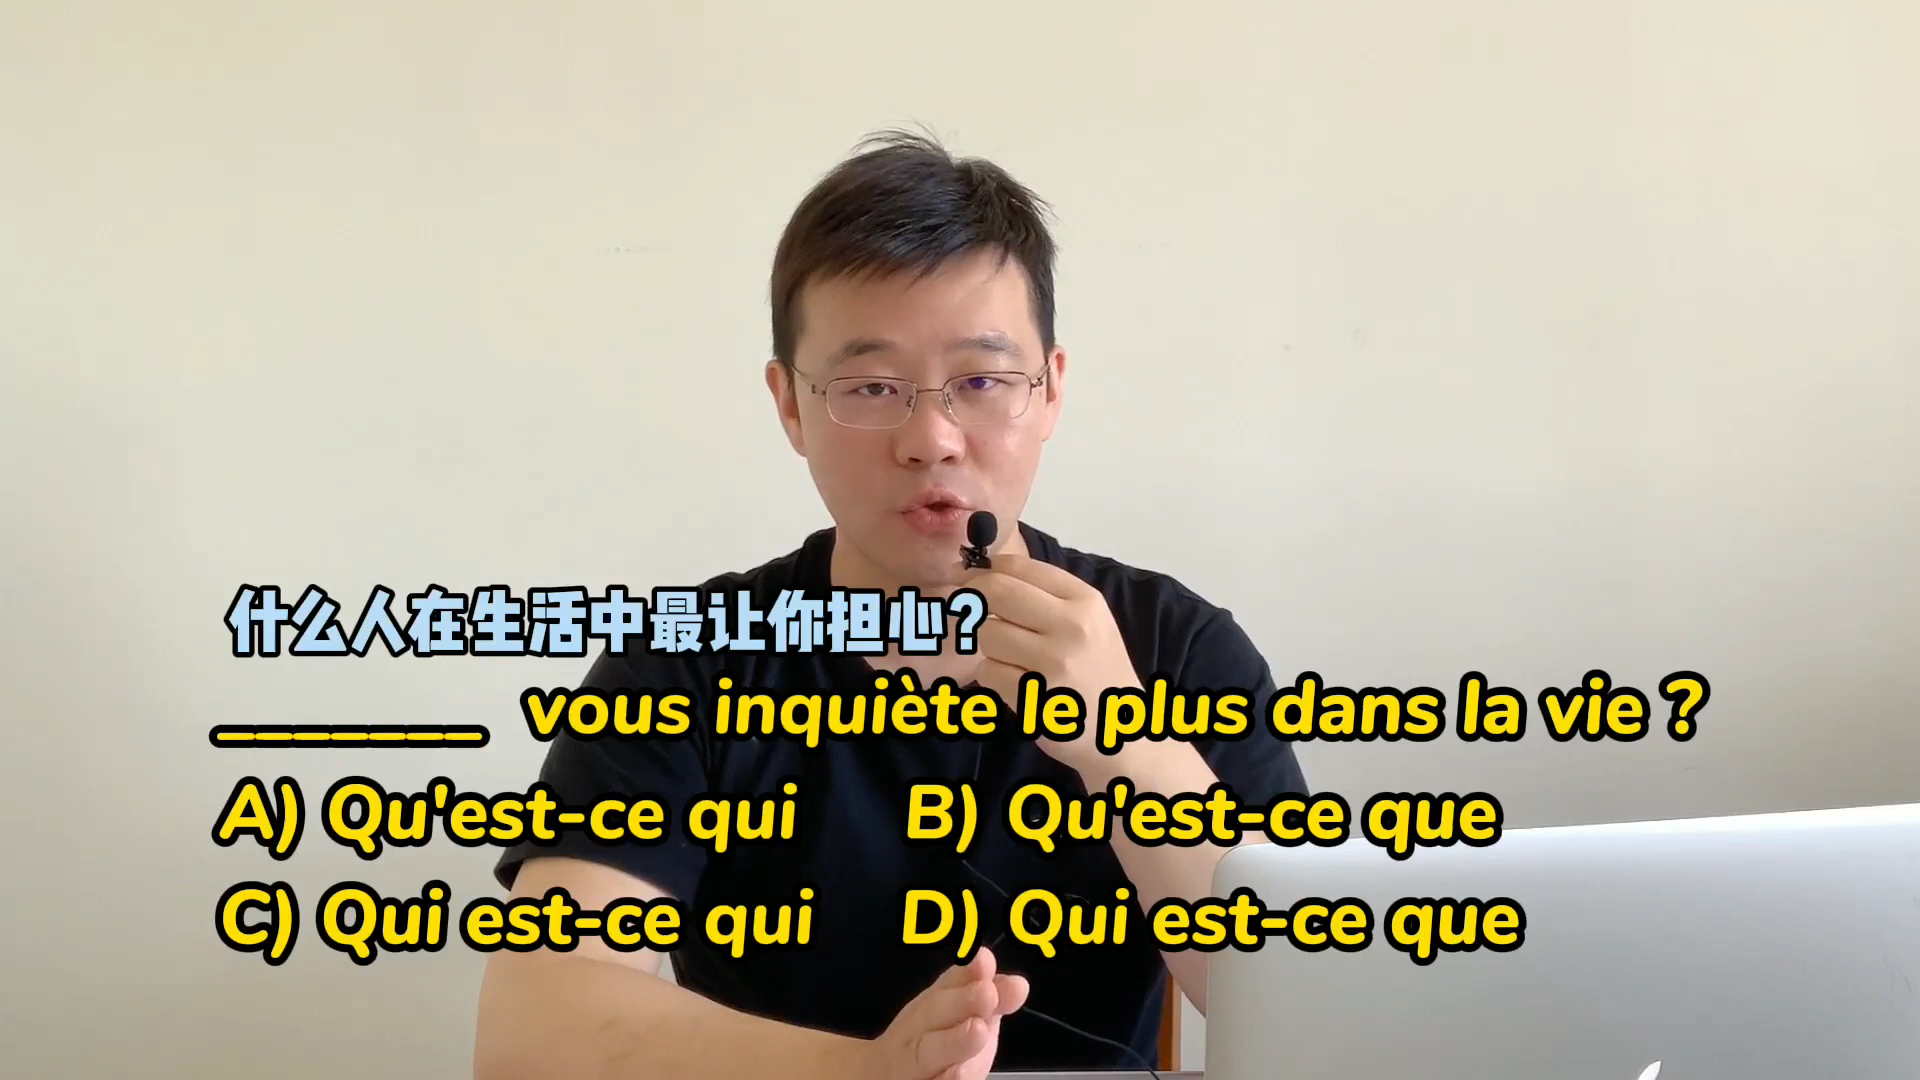 什么人在生活中最让你担心？
_______ vous inquiète le plus dans la vie ?
A) Qu'est-ce qui B) Qu'est-ce que
C) Qui est-ce qui D) Qui est-ce que